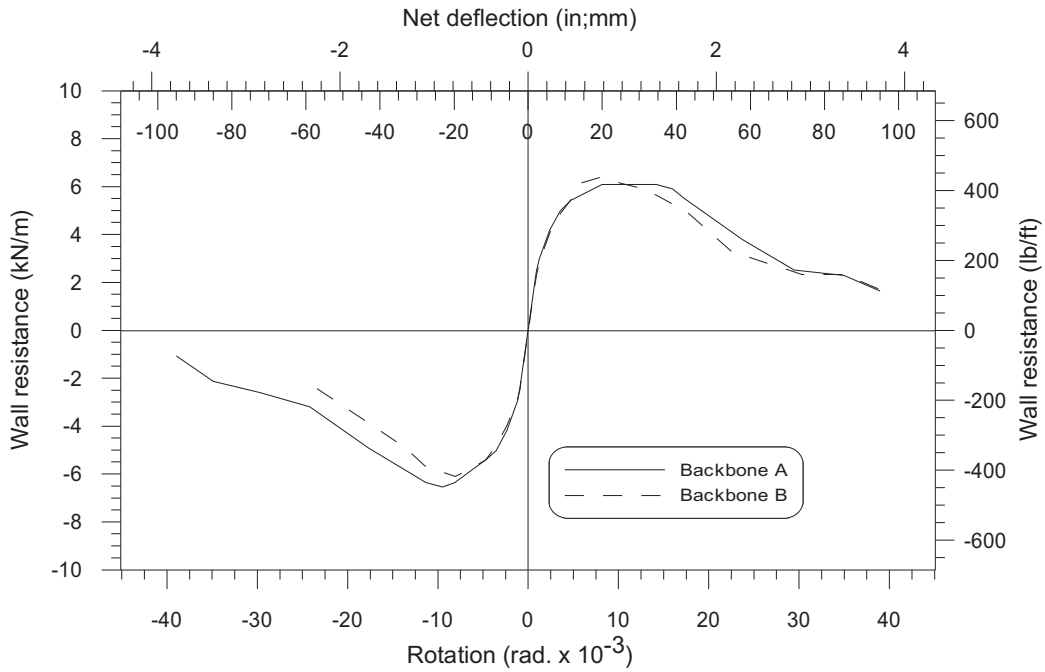 Net deflection (in;mm)
-4 -2 0 2 4
-100 -80 -60 -40 -20 0 20 40 60 80 100
10
8
6
4
2
0
-2
-4
-6
-8
-10
Wall resistance (kN/m)
600
400
200
0
-200
-400
-600
Wall resistance (lb/ft)
Backbone A
Backbone B
-40 -30 -20 -10 0 10 20 30 40
Rotation (rad. x 10⁻³)